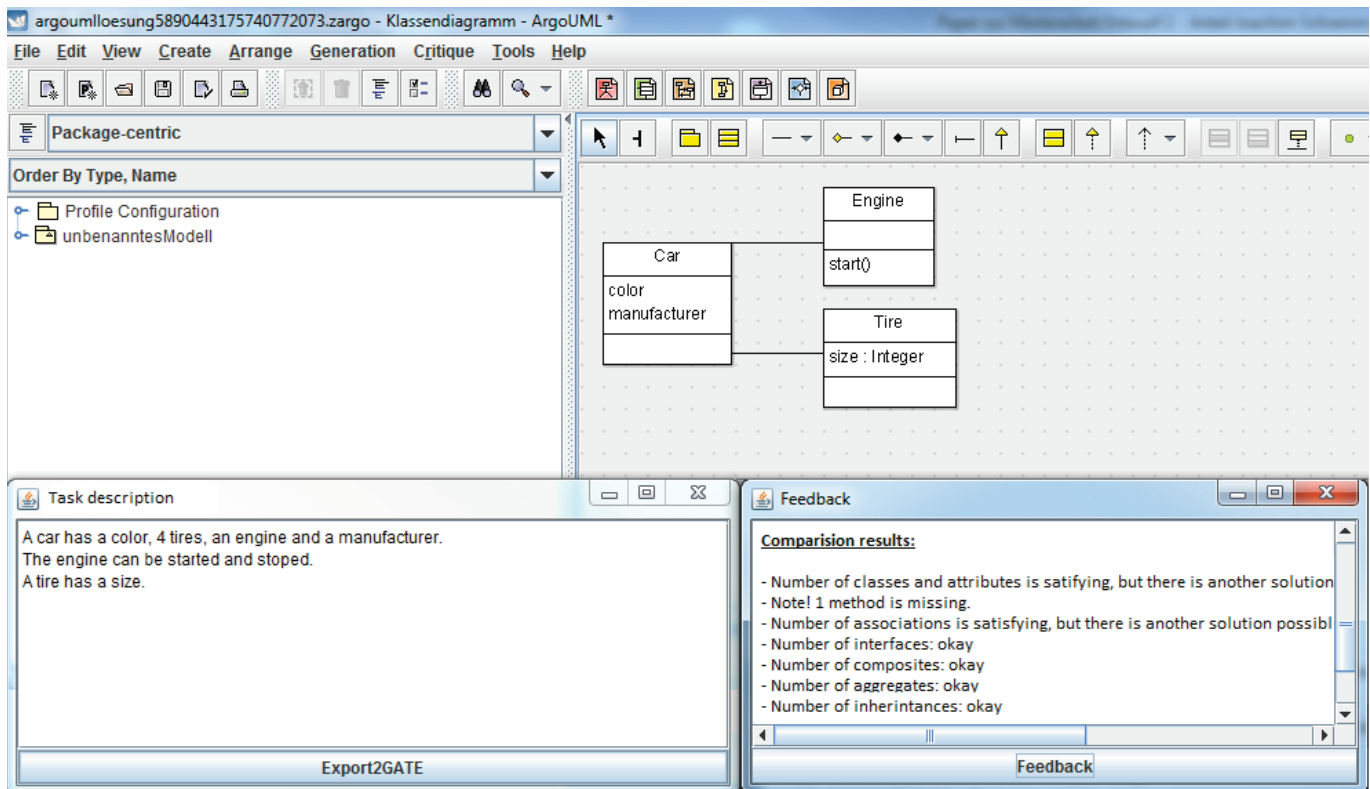 argoumlloesung5890443175740772073.zargo - Klassendiagramm - ArgoUML *
File Edit View Create Arrange Generation Critique Tools Help
Package-centric
Order By Type, Name
Profile Configuration
unbenanntesModell
Engine
start()
Car
color
manufacturer
Tire
size : Integer
Task description
A car has a color, 4 tires, an engine and a manufacturer.
The engine can be started and stoped.
A tire has a size.
Export2GATE
Feedback
Comparision results:
- Number of classes and attributes is satifying, but there is another solution
- Note! 1 method is missing.
- Number of associations is satisfying, but there is another solution possibl
- Number of interfaces: okay
- Number of composites: okay
- Number of aggregates: okay
- Number of inherintances: okay
Feedback